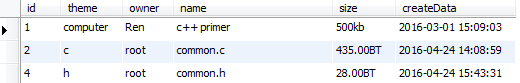 id theme owner name size createData
1 computer Ren c++ primer 500kb 2016-03-01 15:09:03
2 c root common.c 435.00BT 2016-04-24 14:08:59
4 h root common.h 28.00BT 2016-04-24 15:43:31